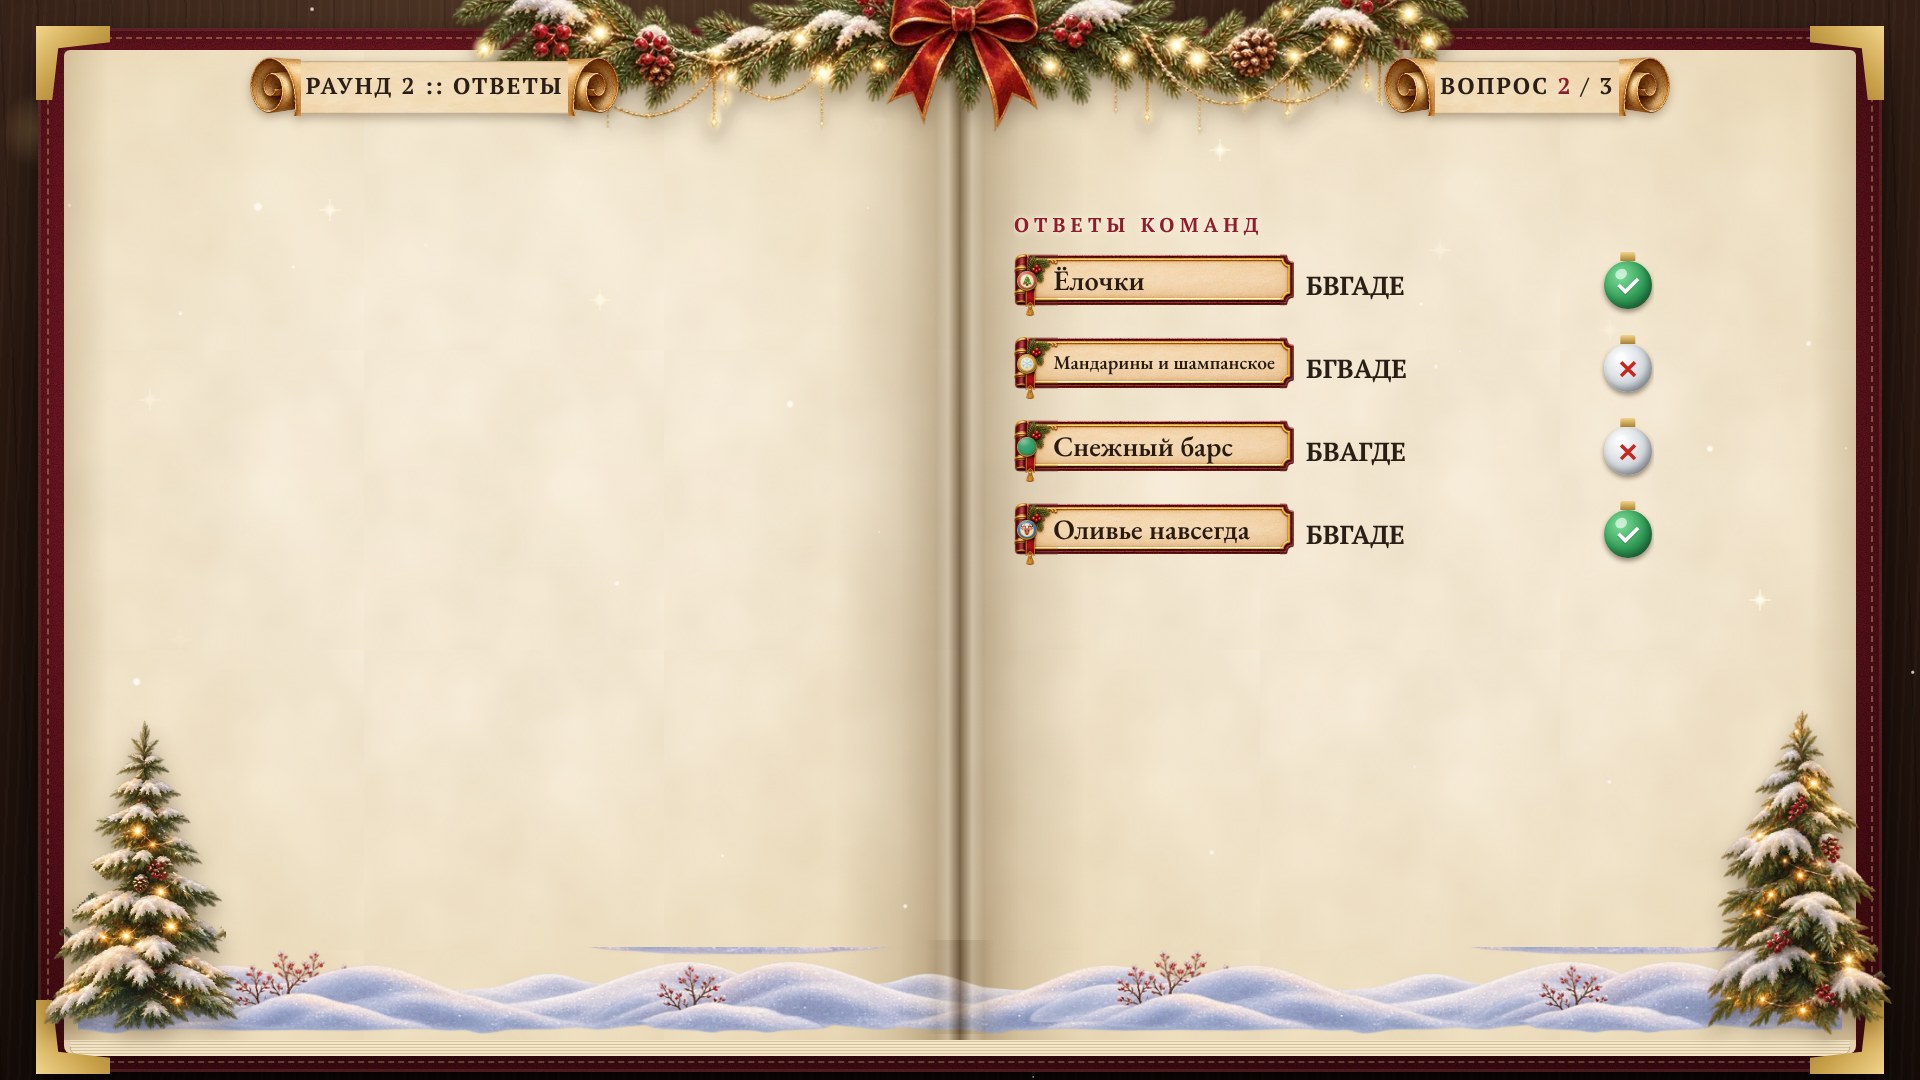 РАУНД 2 :: ОТВЕТЫ
ВОПРОС 2 / 3
ОТВЕТЫ КОМАНД
Ёлочки БВГАДЕ
Мандарины и шампанское БГВАДЕ
Снежный барс БВАГДЕ
Оливье навсегда БВГАДЕ